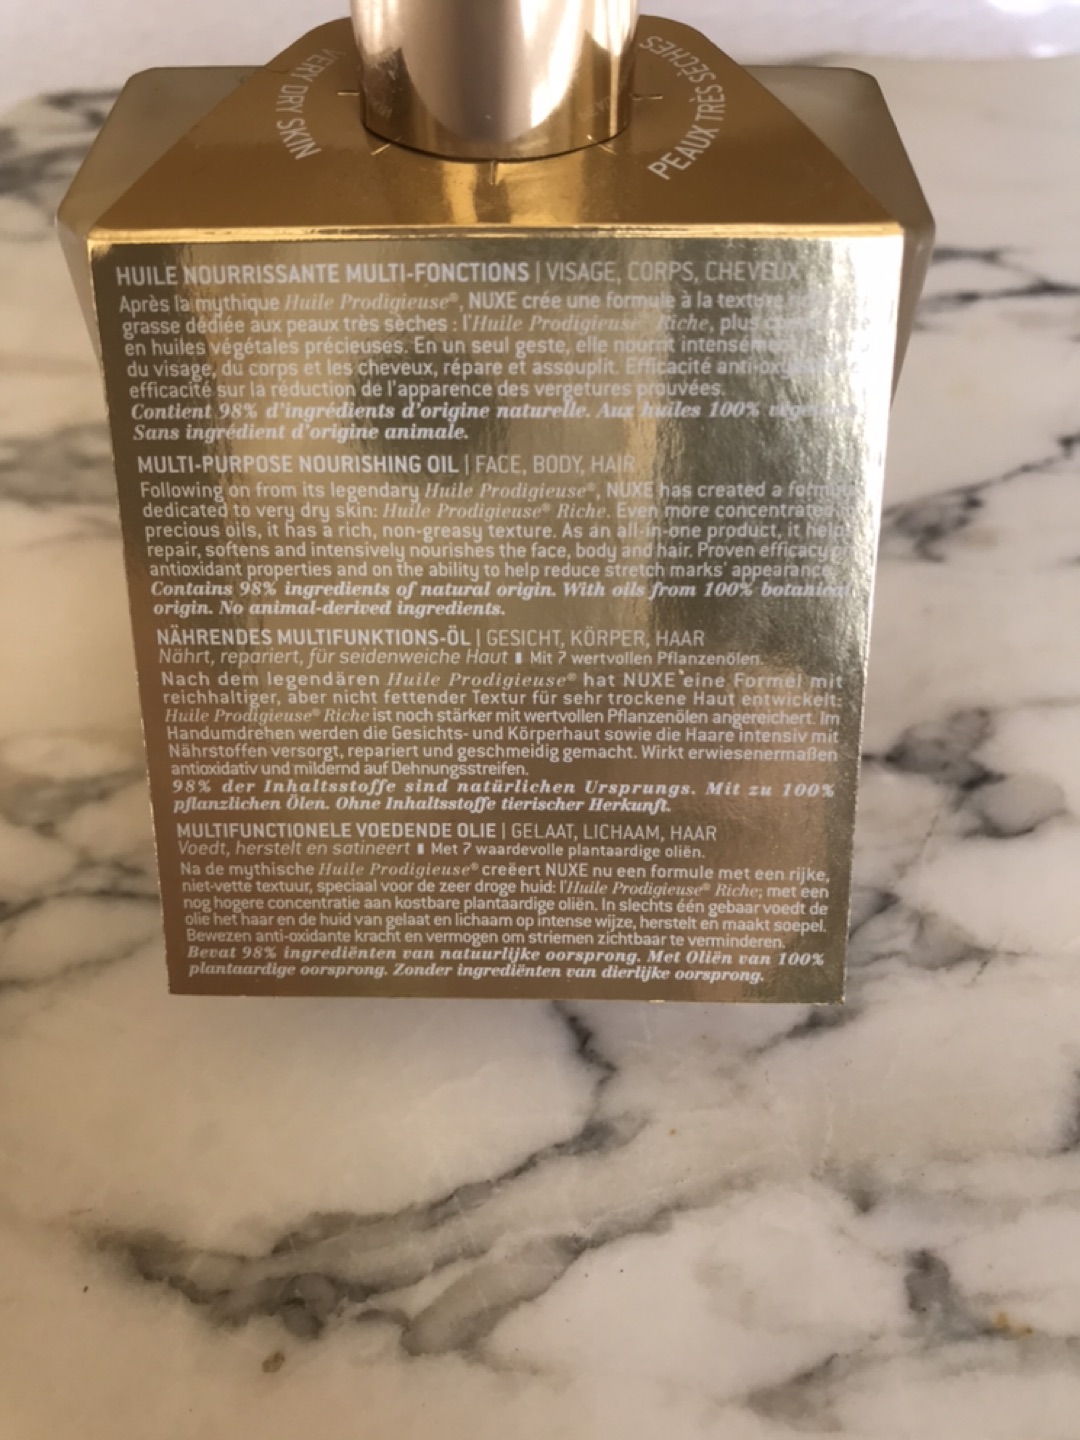 VERY DRY SKIN
PEAUX TRÈS SÈCHES
HUILE NOURRISSANTE MULTI-FONCTIONS | VISAGE, CORPS, CHEVEUX
Après la mythique Huile Prodigieuse®, NUXE crée une formule à la texture
grasse dédiée aux peaux très sèches : l'Huile Prodigieuse® Riche, plus
en huiles végétales précieuses. En un seul geste, elle nourrit intensément
du visage, du corps et les cheveux, répare et assouplit. Efficacité
efficacité sur la réduction de l'apparence des vergetures prouvées.
Contient 98% d'ingrédients d'origine naturelle. Aux huiles 100%
Sans ingrédient d'origine animale.
MULTI-PURPOSE NOURISHING OIL | FACE, BODY, HAIR
Following on from its legendary Huile Prodigieuse®, NUXE has created a formula
dedicated to very dry skin: Huile Prodigieuse® Riche. Even more concentrated
precious oils, it has a rich, non-greasy texture. As an all-in-one product, it helps
repair, softens and intensively nourishes the face, body and hair. Proven efficacy
antioxidant properties and on the ability to help reduce stretch marks' appearance.
Contains 98% ingredients of natural origin. With oils from 100% botanical
origin. No animal-derived ingredients.
NÄHRENDES MULTIFUNKTIONS-ÖL | GESICHT, KÖRPER, HAAR
Nährt, repariert, für seidenweiche Haut ▮ Mit 7 wertvollen Pflanzenölen.
Nach dem legendären Huile Prodigieuse® hat NUXE eine Formel mit
reichhaltiger, aber nicht fettender Textur für sehr trockene Haut entwickelt:
Huile Prodigieuse® Riche ist noch stärker mit wertvollen Pflanzenölen angereichert. Im
Handumdrehen werden die Gesichts- und Körperhaut sowie die Haare intensiv mit
Nährstoffen versorgt, repariert und geschmeidig gemacht. Wirkt erwiesenermaßen
antioxidativ und mildernd auf Dehnungsstreifen.
98% der Inhaltsstoffe sind natürlichen Ursprungs. Mit zu 100%
pflanzlichen Ölen. Ohne Inhaltsstoffe tierischer Herkunft.
MULTIFUNCTIONELE VOEDENDE OLIE | GELAAT, LICHAAM, HAAR
Voedt, herstelt en satineert ▮ Met 7 waardevolle plantaardige oliën.
Na de mythische Huile Prodigieuse® creëert NUXE nu een formule met een rijke,
niet-vette textuur, speciaal voor de zeer droge huid: l'Huile Prodigieuse® Riche; met een
nog hogere concentratie aan kostbare plantaardige oliën. In slechts één gebaar voedt de
olie het haar en de huid van gelaat en lichaam op intense wijze, herstelt en maakt soepel.
Bewezen anti-oxidante kracht en vermogen om striemen zichtbaar te verminderen.
Bevat 98% ingrediënten van natuurlijke oorsprong. Met Oliën van 100%
plantaardige oorsprong. Zonder ingrediënten van dierlijke oorsprong.